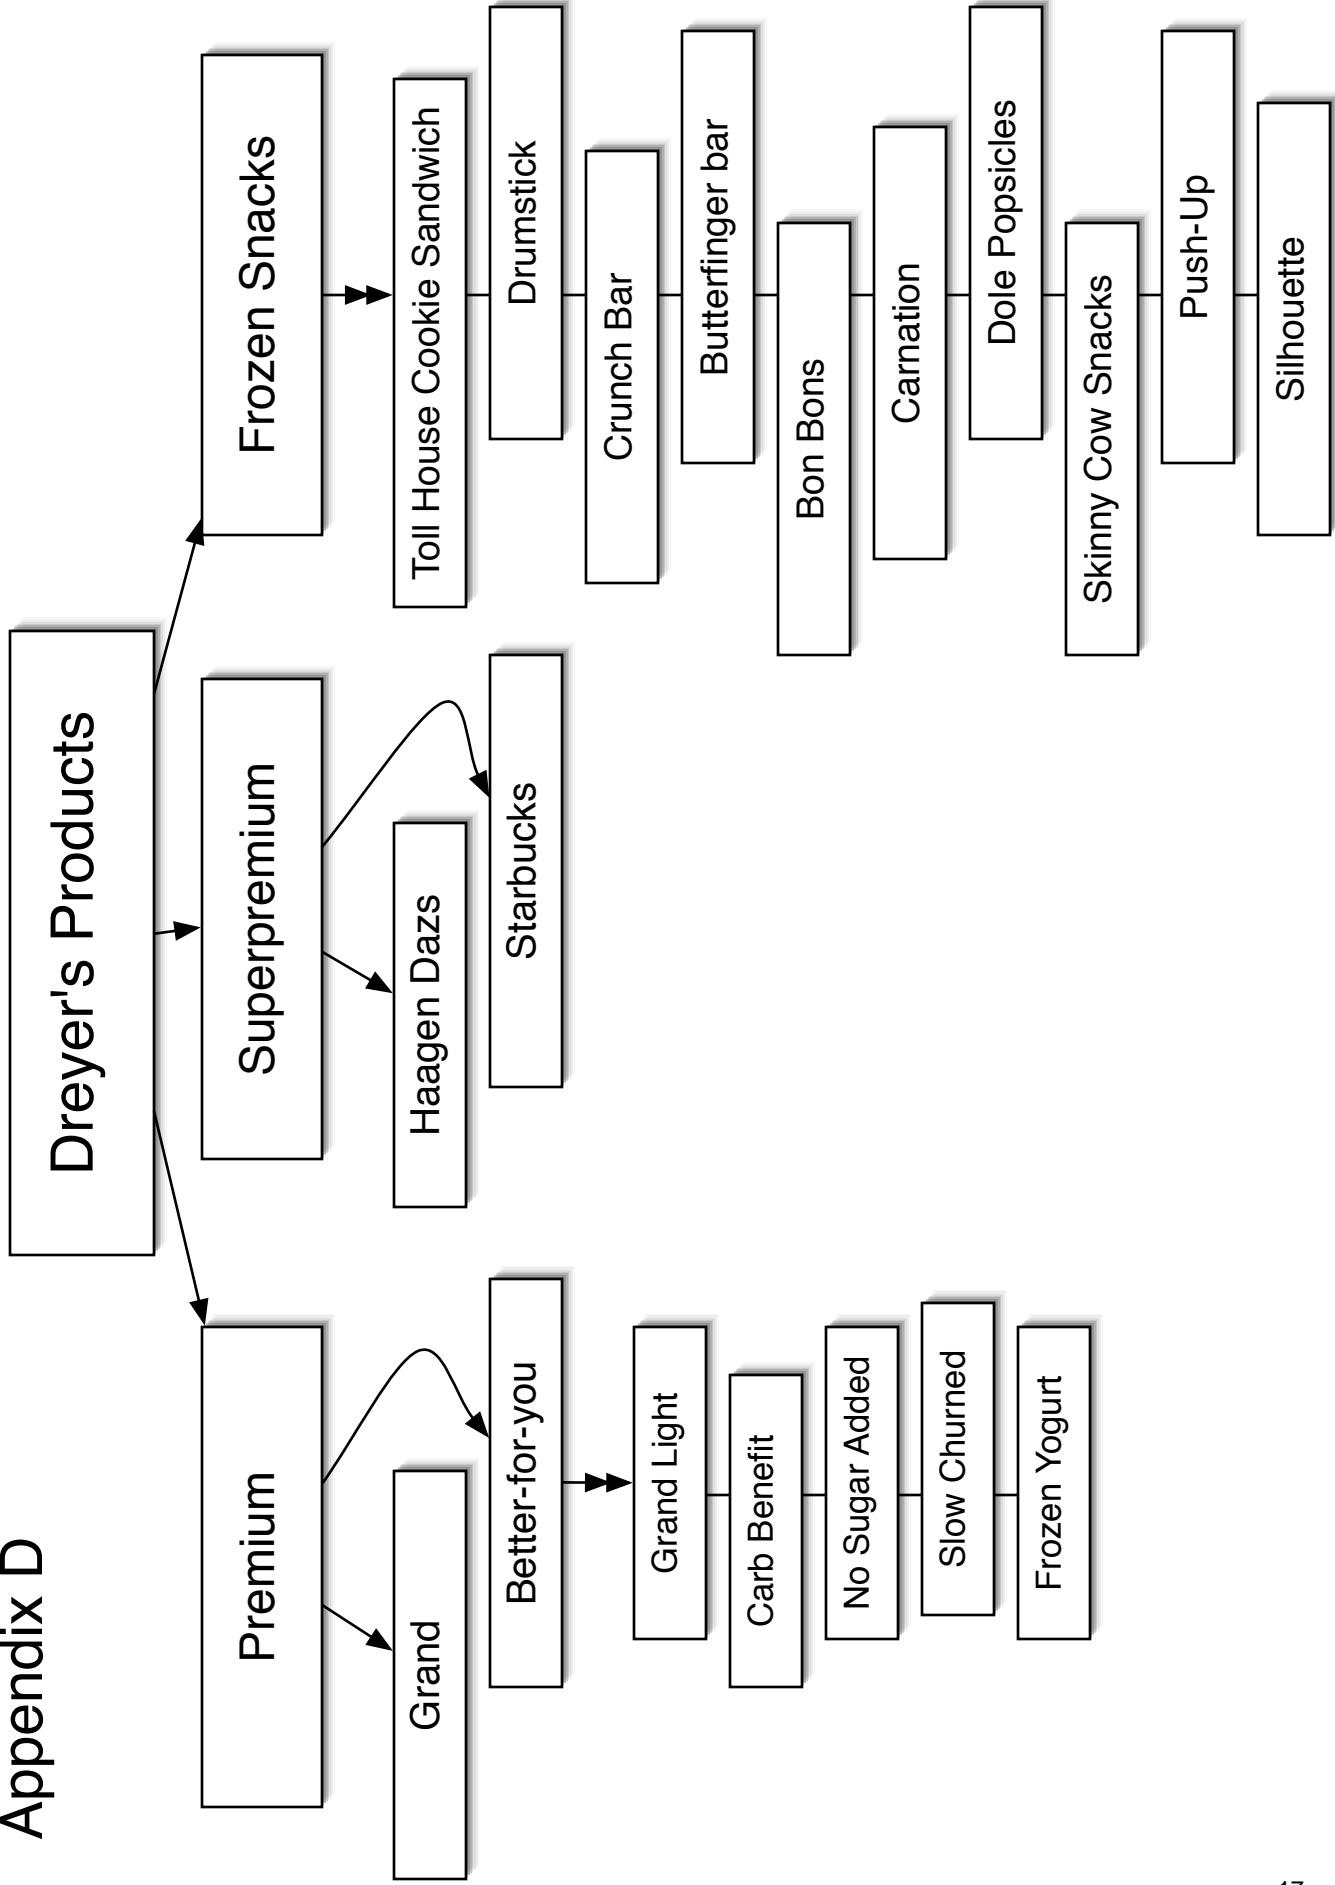 Appendix D
Dreyer's Products
Premium
Superpremium
Frozen Snacks
Grand
Better-for-you
Grand Light
Carb Benefit
No Sugar Added
Slow Churned
Frozen Yogurt
Haagen Dazs
Starbucks
Toll House Cookie Sandwich
Drumstick
Crunch Bar
Butterfinger bar
Bon Bons
Carnation
Dole Popsicles
Skinny Cow Snacks
Push-Up
Silhouette